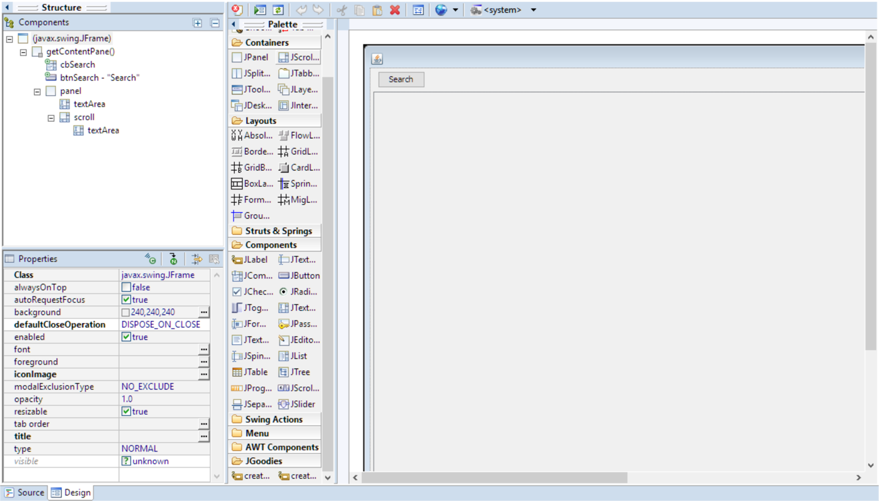 Structure
Components
(javax.swing.JFrame)
getContentPane()
cbSearch
btnSearch - "Search"
panel
textArea
scroll
textArea
Properties
Class javax.swing.JFrame
alwaysOnTop false
autoRequestFocus true
background 240,240,240 ...
defaultCloseOperation DISPOSE_ON_CLOSE
enabled true
font ...
foreground ...
iconImage ...
modalExclusionType NO_EXCLUDE
opacity 1.0
resizable true
tab order ...
title ...
type NORMAL
visible unknown
Source Design
<system>
Palette
Containers
JPanel JScrol...
JSplit... JTabb...
JTool... JLaye...
JDesk... JInter...
Layouts
Absol... FlowL...
Borde... GridL...
GridB... CardL...
BoxLa... Sprin...
Form... MigL...
Grou...
Struts & Springs
Components
JLabel JText...
JCom... JButton
JChec... JRadi...
JTog... JText...
JFor... JPass...
JText... JEdito...
JSpin... JList
JTable JTree
JProg... JScrol...
JSepa... JSlider
Swing Actions
Menu
AWT Components
JGoodies
creat... creat...
Search